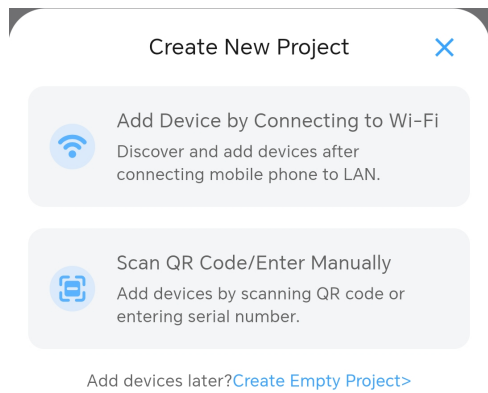 Create New Project
Add Device by Connecting to Wi-Fi
Discover and add devices after
connecting mobile phone to LAN.
Scan QR Code/Enter Manually
Add devices by scanning QR code or
entering serial number.
Add devices later?Create Empty Project>